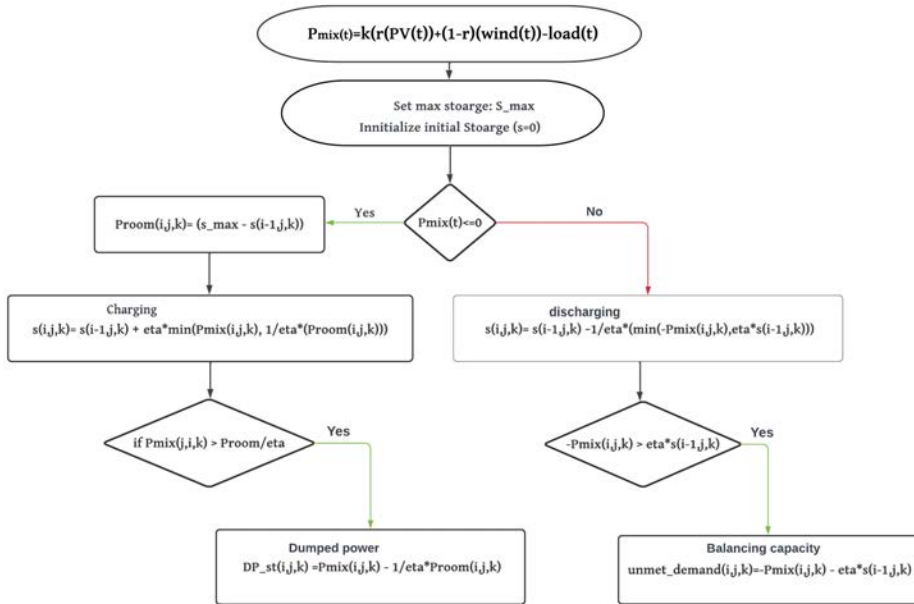 Pmix(t)=k(r(PV(t))+(1-r)(wind(t))-load(t)
Set max stoarge: S_max
Innitialize initial Stoarge (s=0)
Pmix(t)<=0
Yes
No
Proom(i,j,k)= (s_max - s(i-1,j,k))
Charging
s(i,j,k)= s(i-1,j,k) + eta*min(Pmix(i,j,k), 1/eta*(Proom(i,j,k)))
discharging
s(i,j,k)= s(i-1,j,k) -1/eta*(min(-Pmix(i,j,k),eta*s(i-1,j,k)))
if Pmix(j,i,k) > Proom/eta
Yes
-Pmix(i,j,k) > eta*s(i-1,j,k)
Yes
Dumped power
DP_st(i,j,k) =Pmix(i,j,k) - 1/eta*Proom(i,j,k)
Balancing capacity
unmet_demand(i,j,k)=-Pmix(i,j,k) - eta*s(i-1,j,k)